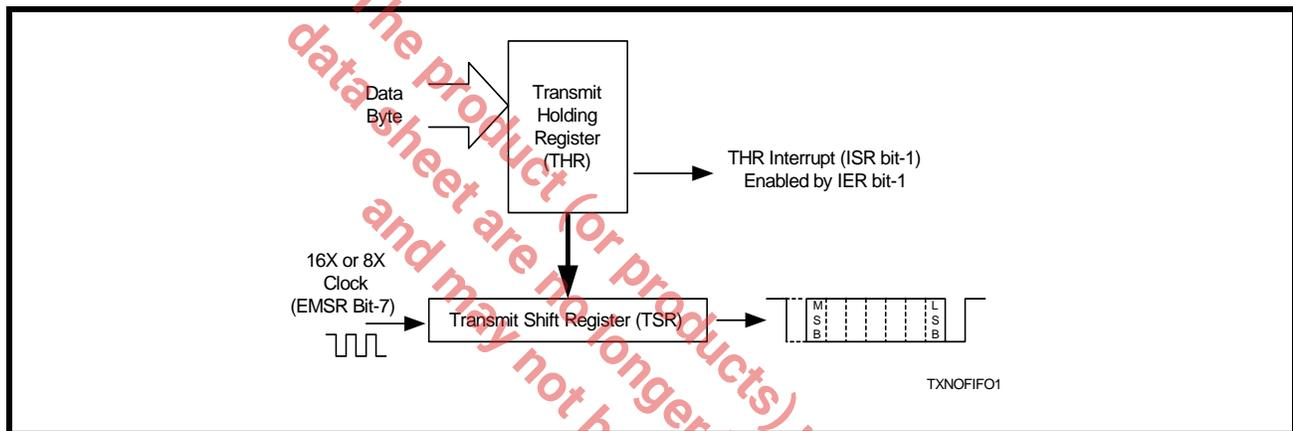 Data
Byte
Transmit
Holding
Register
(THR)
THR Interrupt (ISR bit-1)
Enabled by IER bit-1
16X or 8X
Clock
(EMSR Bit-7)
Transmit Shift Register (TSR)
M
S
B
L
S
B
TXNOFIFO1
The product (or products)
data sheet are no longer
and may not